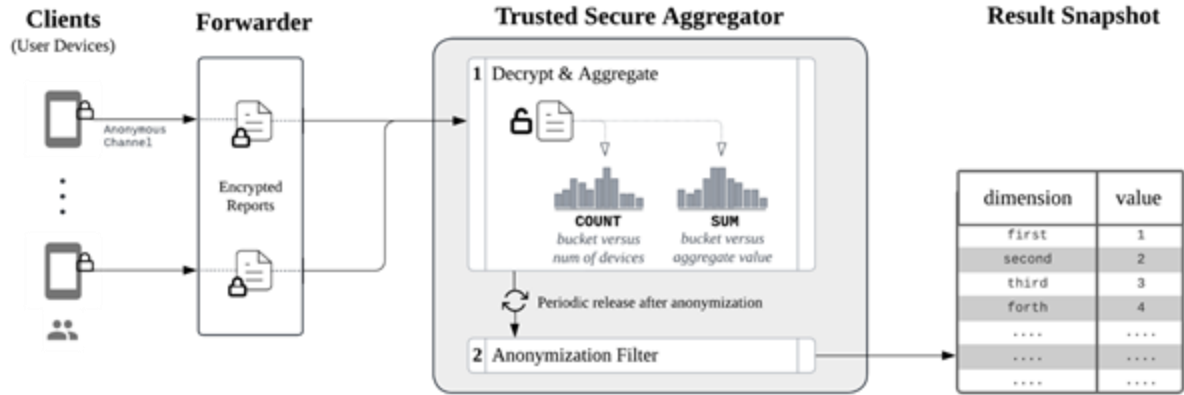 Clients
(User Devices)
Forwarder
Trusted Secure Aggregator
Result Snapshot
Anonymous
Channel
Encrypted
Reports
1 Decrypt & Aggregate
COUNT
bucket versus
num of devices
SUM
bucket versus
aggregate value
Periodic release after anonymization
2 Anonymization Filter
dimension value
first 1
second 2
third 3
forth 4
.... ....
.... ....
.... ....